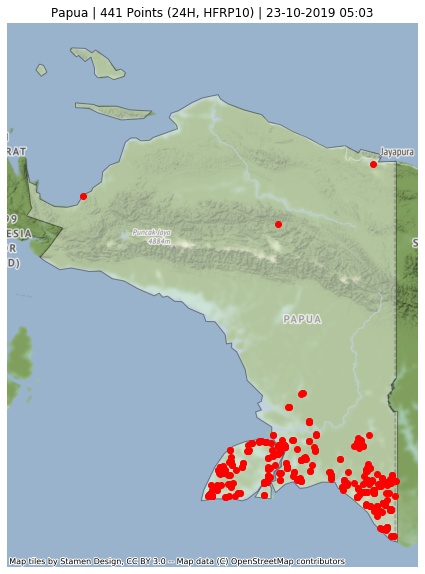 Papua | 441 Points (24H, HFRP10) | 23-10-2019 05:03
RAT
Jayapura
99
ESIA
R
D)
Puncak Jaya
4884m
S
PAPUA
Map tiles by Stamen Design, CC BY 3.0 -- Map data (C) OpenStreetMap contributors